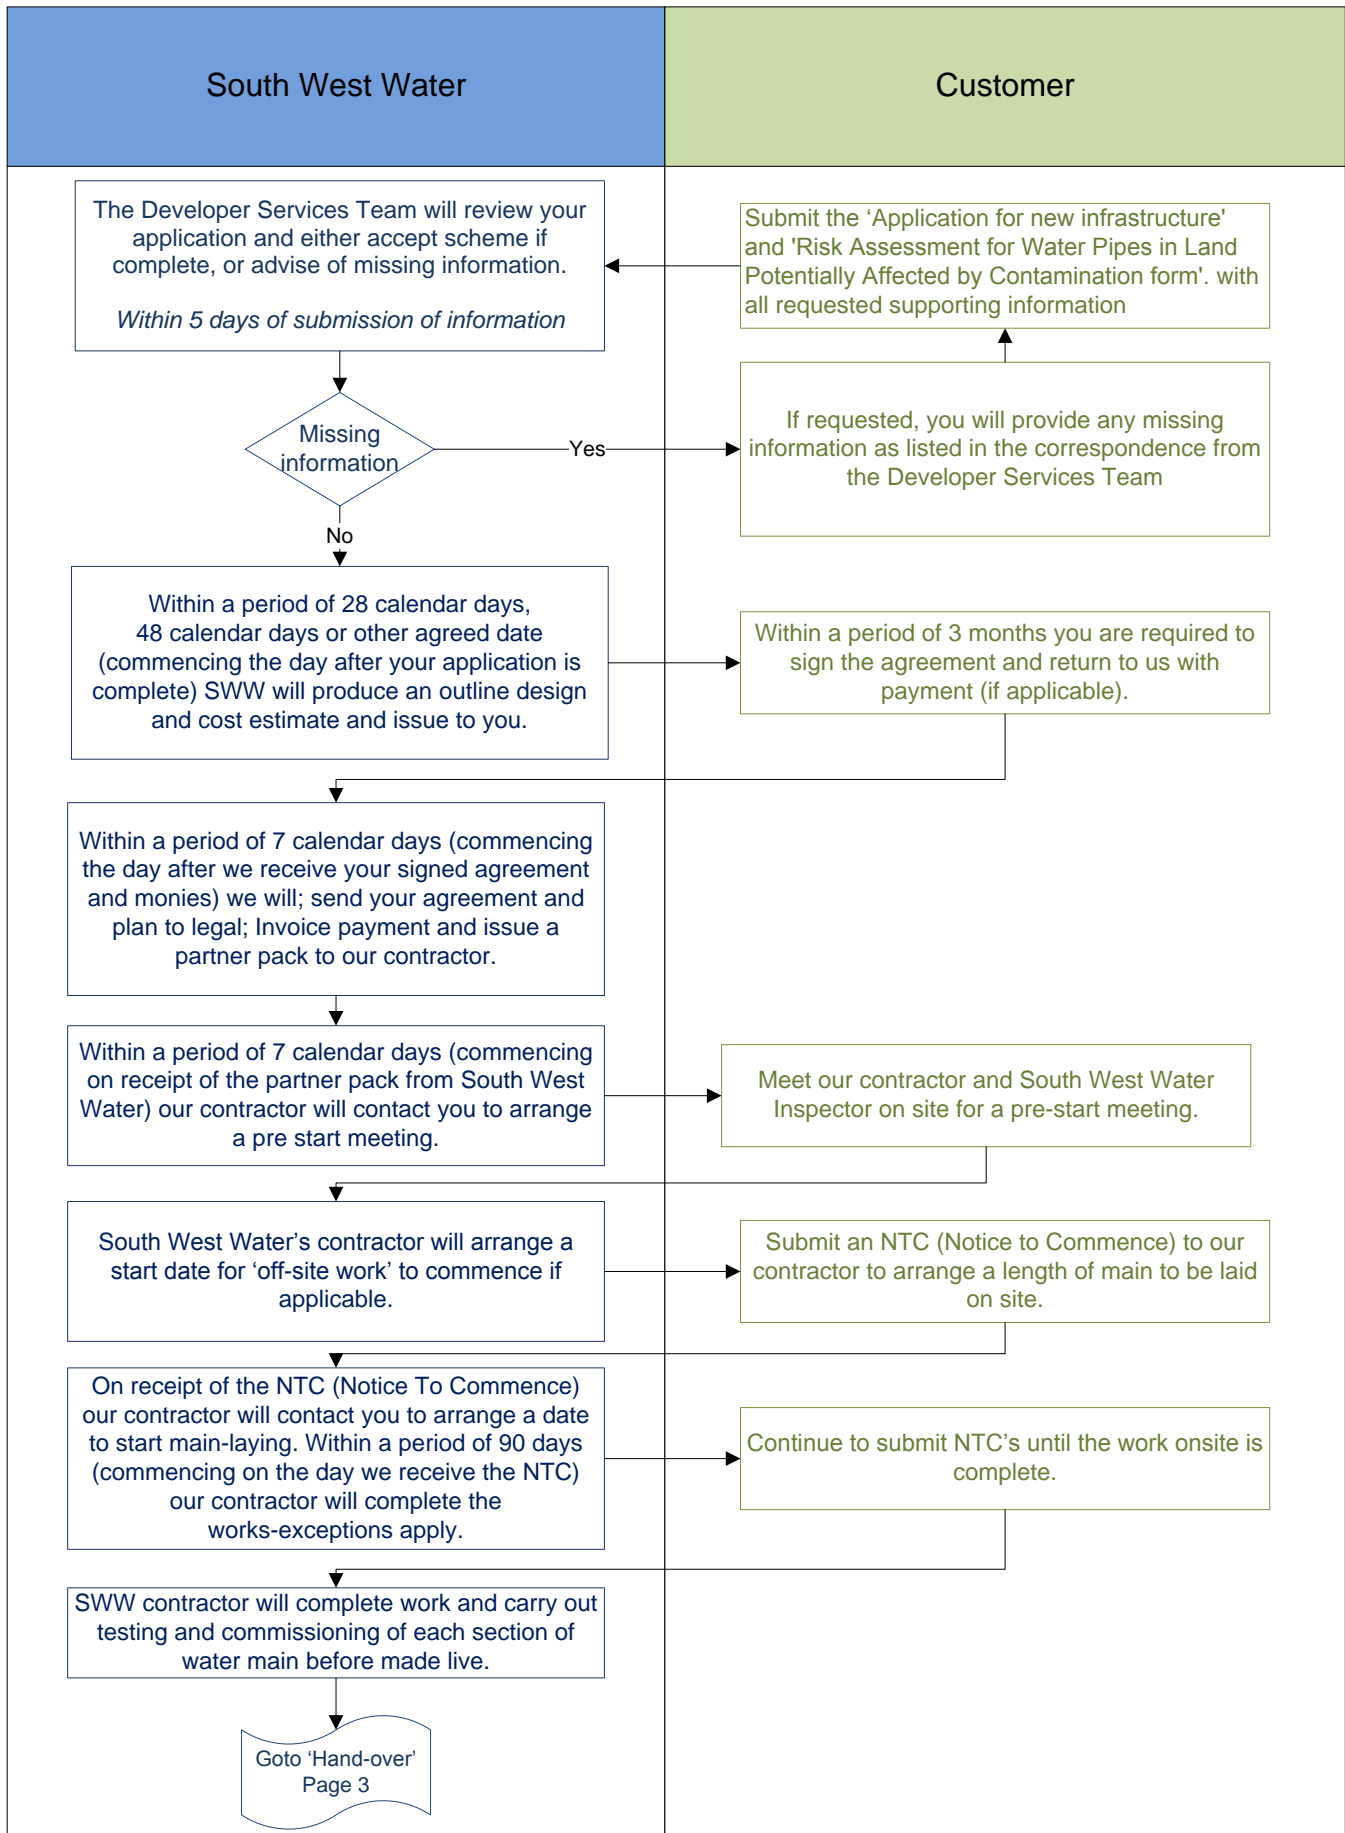 South West Water
Customer
The Developer Services Team will review your
application and either accept scheme if
complete, or advise of missing information.
Within 5 days of submission of information
Submit the ‘Application for new infrastructure'
and 'Risk Assessment for Water Pipes in Land
Potentially Affected by Contamination form'. with
all requested supporting information
Missing
information
Yes
If requested, you will provide any missing
information as listed in the correspondence from
the Developer Services Team
No
Within a period of 28 calendar days,
48 calendar days or other agreed date
(commencing the day after your application is
complete) SWW will produce an outline design
and cost estimate and issue to you.
Within a period of 3 months you are required to
sign the agreement and return to us with
payment (if applicable).
Within a period of 7 calendar days (commencing
the day after we receive your signed agreement
and monies) we will; send your agreement and
plan to legal; Invoice payment and issue a
partner pack to our contractor.
Within a period of 7 calendar days (commencing
on receipt of the partner pack from South West
Water) our contractor will contact you to arrange
a pre start meeting.
Meet our contractor and South West Water
Inspector on site for a pre-start meeting.
South West Water’s contractor will arrange a
start date for ‘off-site work’ to commence if
applicable.
Submit an NTC (Notice to Commence) to our
contractor to arrange a length of main to be laid
on site.
On receipt of the NTC (Notice To Commence)
our contractor will contact you to arrange a date
to start main-laying. Within a period of 90 days
(commencing on the day we receive the NTC)
our contractor will complete the
works-exceptions apply.
Continue to submit NTC’s until the work onsite is
complete.
SWW contractor will complete work and carry out
testing and commissioning of each section of
water main before made live.
Goto ‘Hand-over’
Page 3